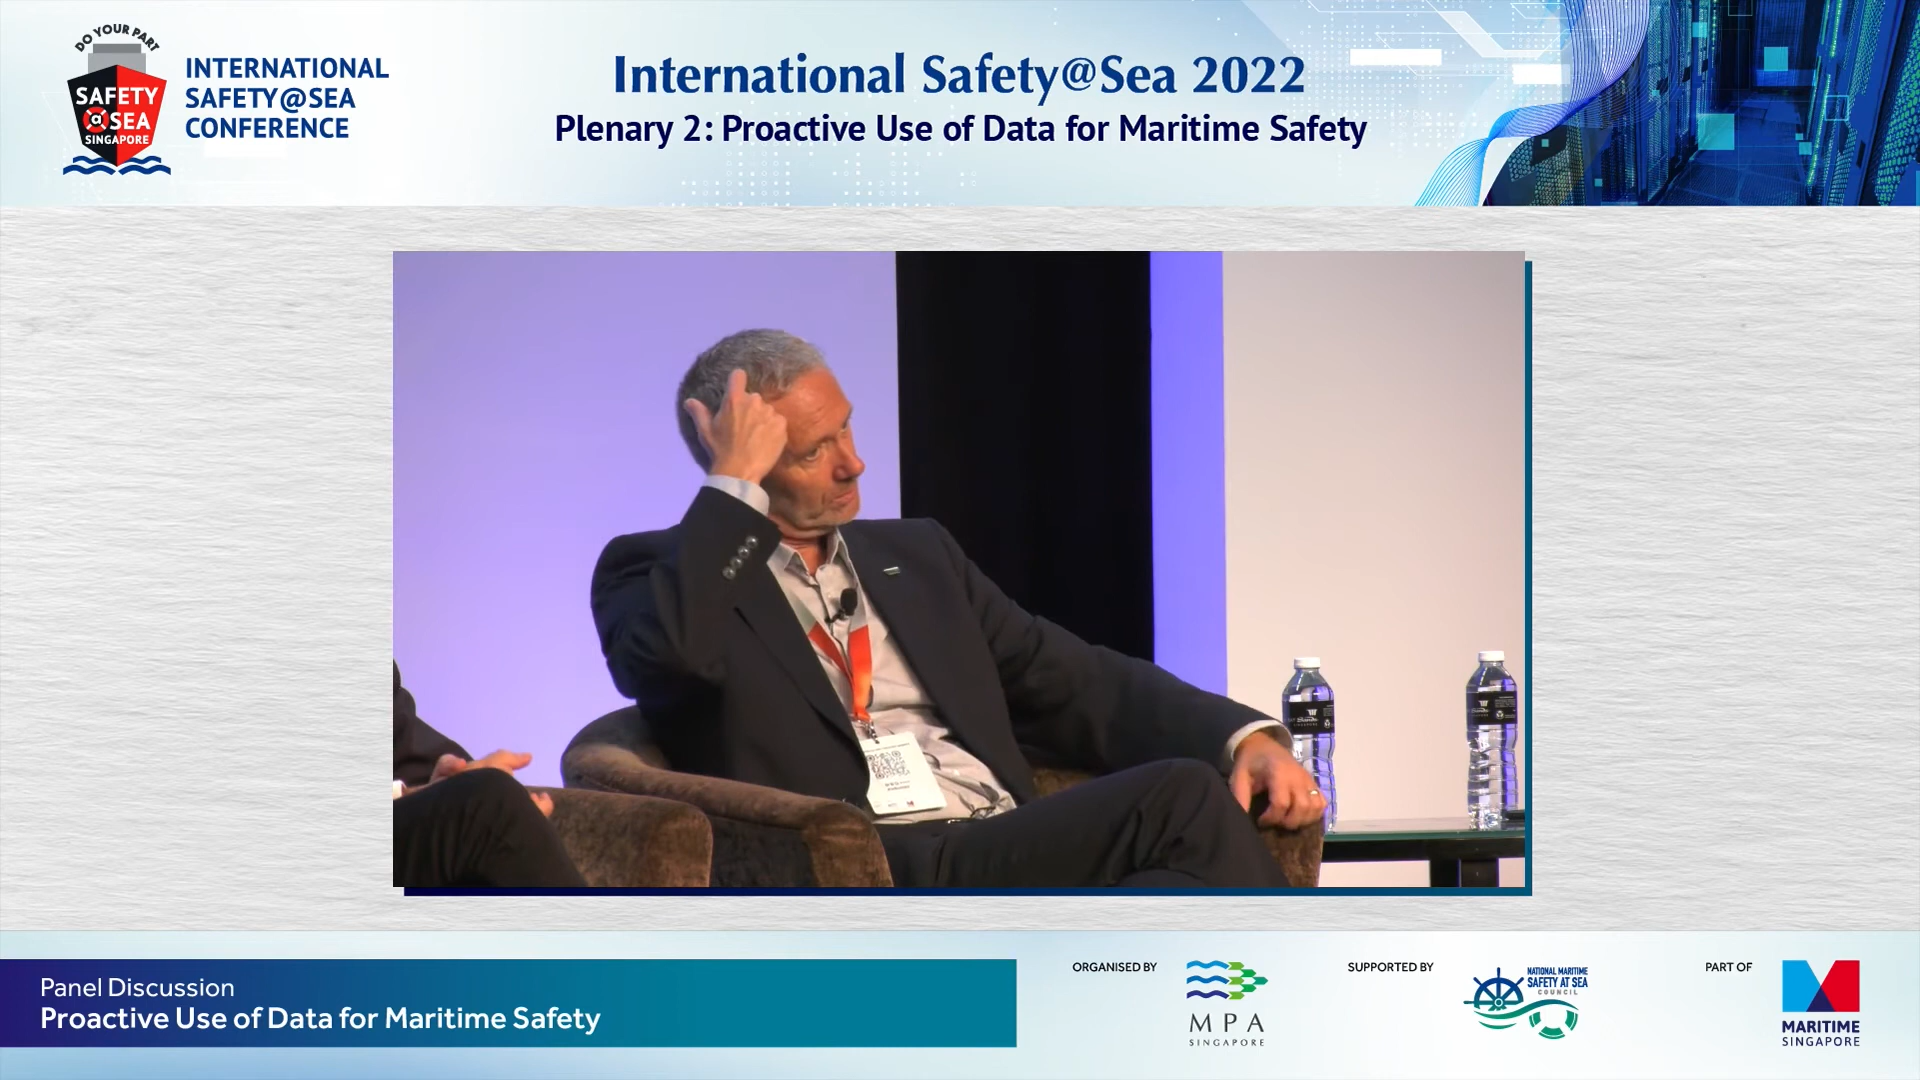 DO YOUR PART
SAFETY
@SEA
SINGAPORE
INTERNATIONAL
SAFETY@SEA
CONFERENCE
International Safety@Sea 2022
Plenary 2: Proactive Use of Data for Maritime Safety
Panel Discussion
Proactive Use of Data for Maritime Safety
ORGANISED BY
MPA
SINGAPORE
SUPPORTED BY
NATIONAL MARITIME
SAFETY AT SEA
COUNCIL
PART OF
MARITIME
SINGAPORE